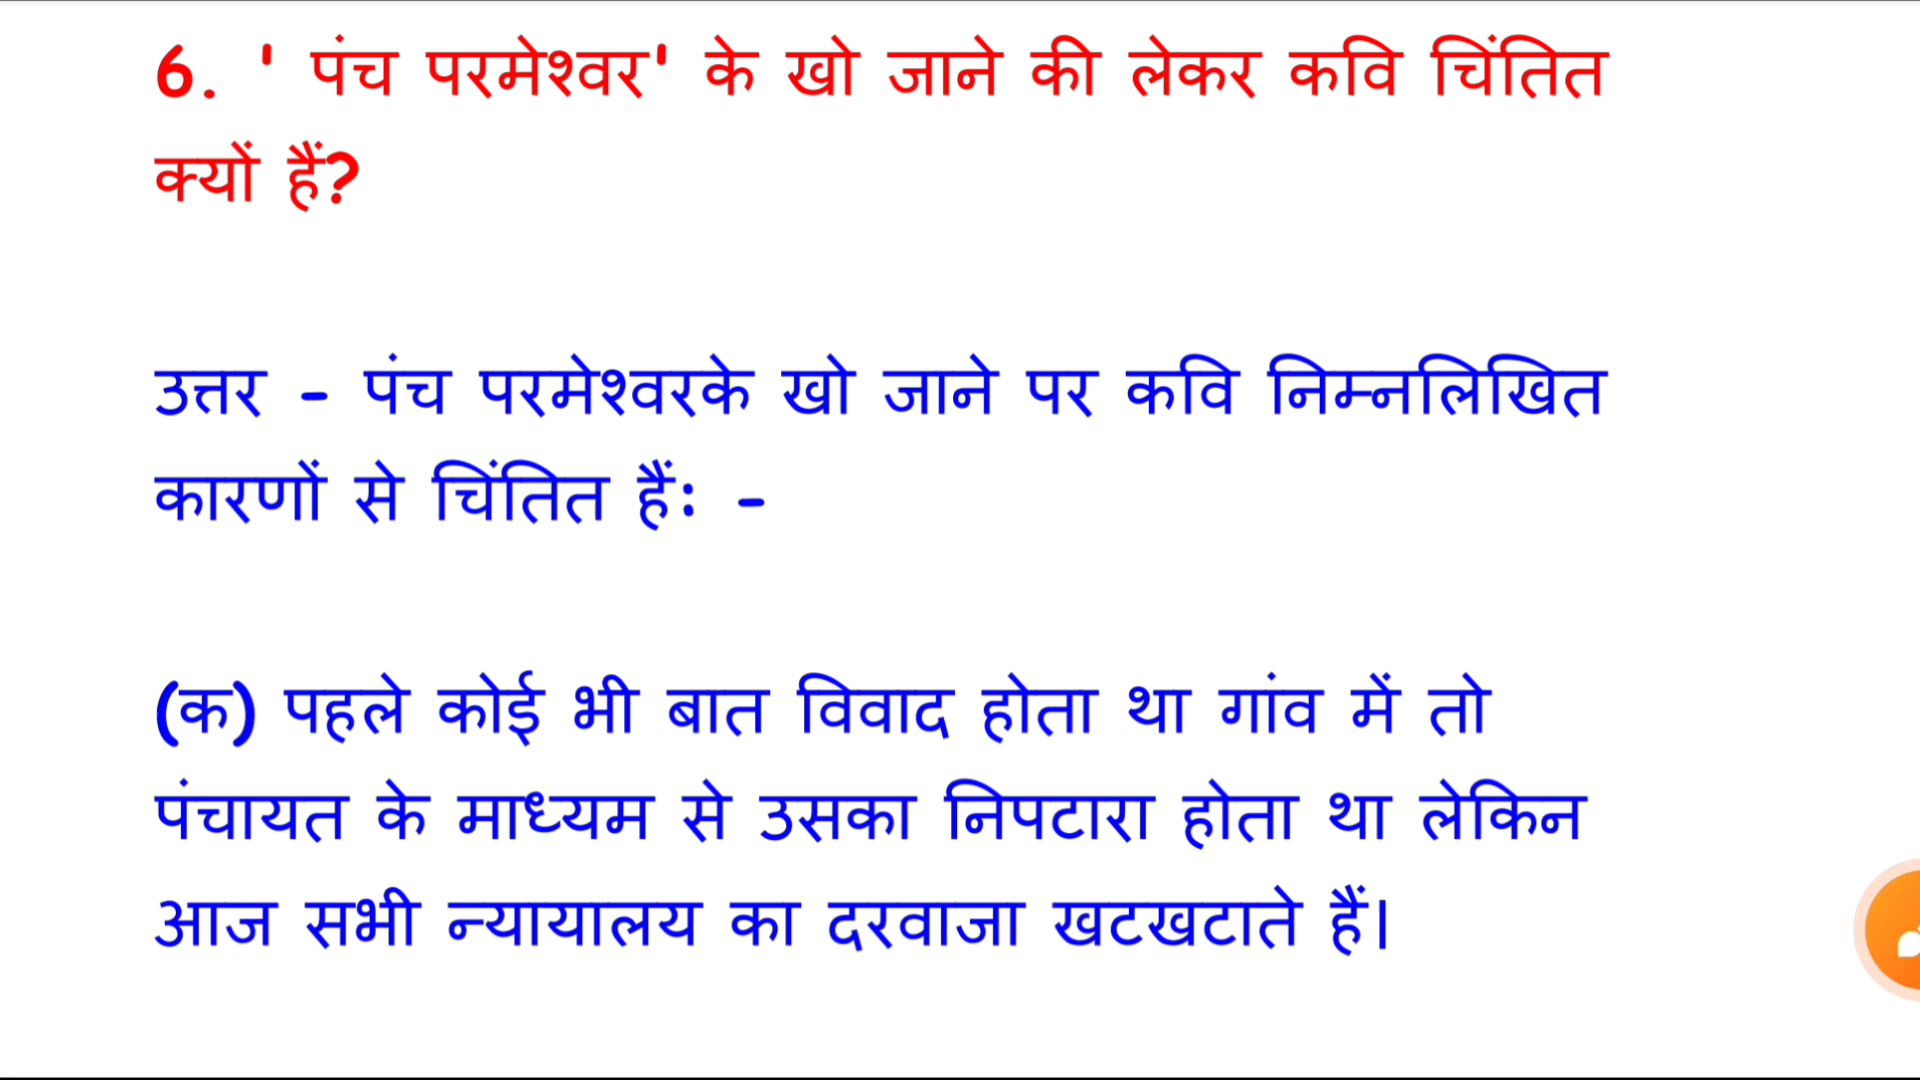 6. ' पंच परमेश्वर' के खो जाने की लेकर कवि चिंतित
क्यों हैं?
उत्तर - पंच परमेश्वरके खो जाने पर कवि निम्नलिखित
कारणों से चिंतित हैंः -
(क) पहले कोई भी बात विवाद होता था गांव में तो
पंचायत के माध्यम से उसका निपटारा होता था लेकिन
आज सभी न्यायालय का दरवाजा खटखटाते हैं।